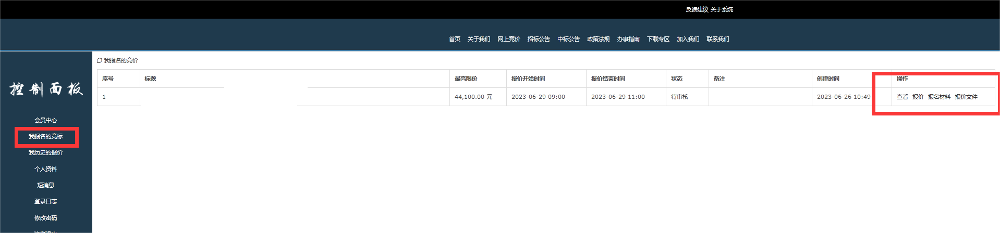 反馈建议 关于系统
首页 关于我们 网上竞价 招标公告 中标公告 政策法规 办事指南 下载专区 加入我们 联系我们
控制面板
会员中心
我报名的竞标
我历史的报价
个人资料
短消息
登录日志
修改密码
我报名的竞价
序号 标题 最高限价 报价开始时间 报价结束时间 状态 备注 创建时间 操作
1 44,100.00 元 2023-06-29 09:00 2023-06-29 11:00 待审核 2023-06-26 10:49 查看 报价 报名材料 报价文件